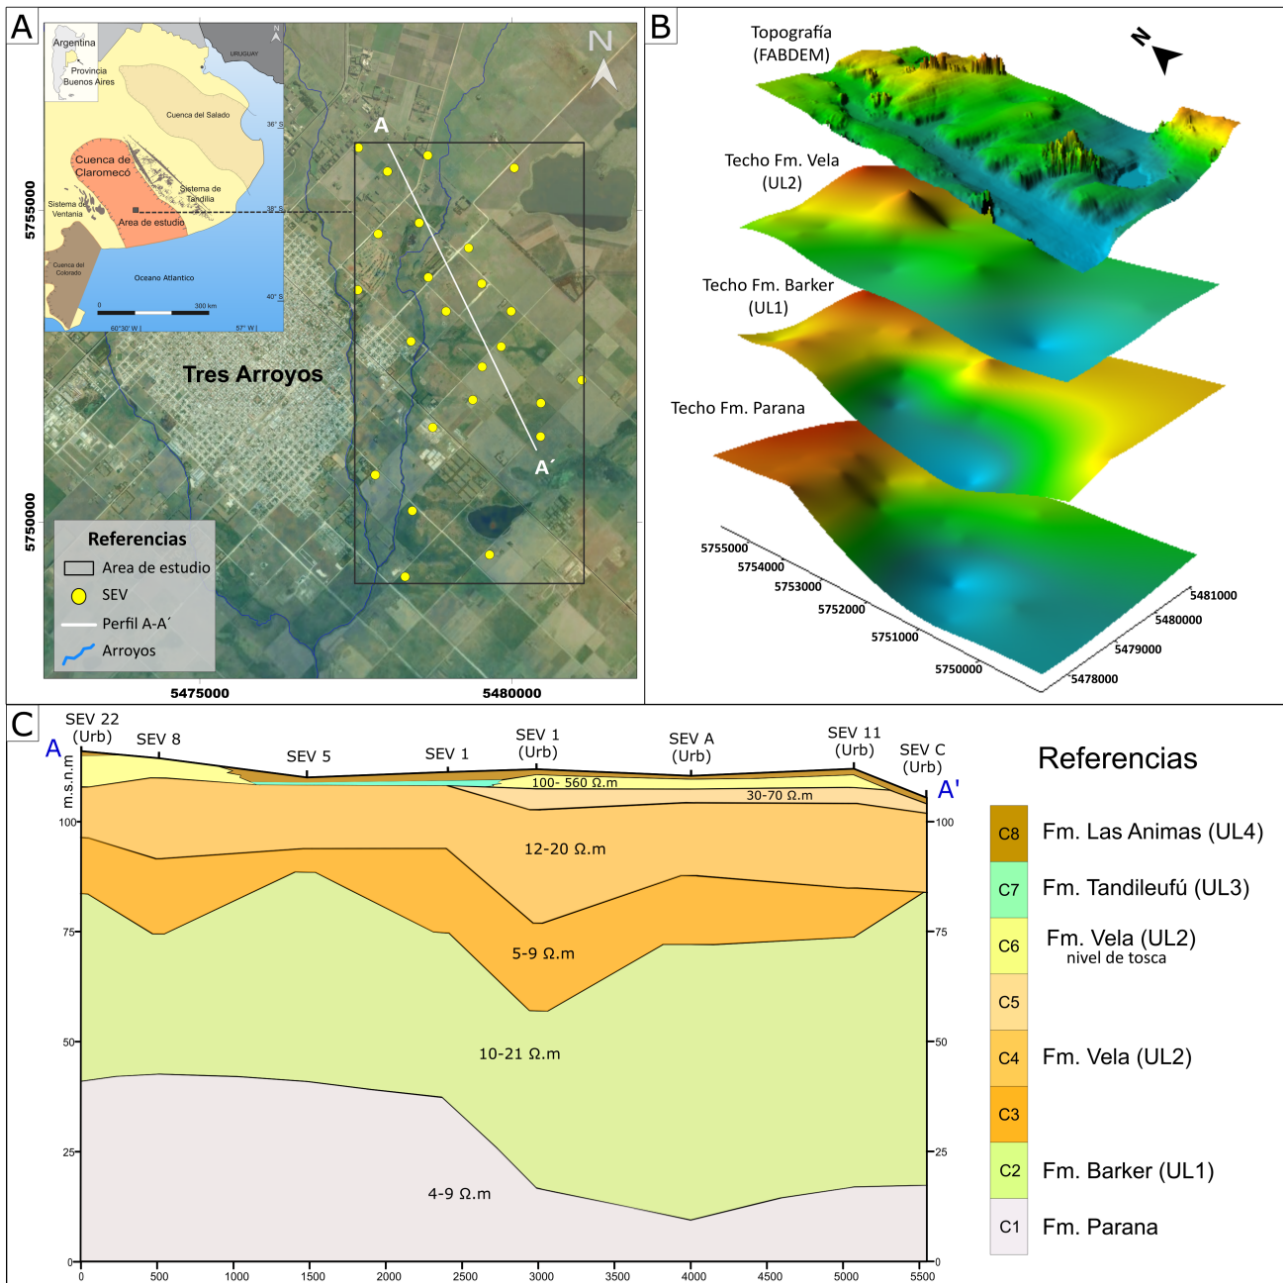 A
Argentina
Provincia
Buenos Aires
URUGUAY
N
Cuenca del Salado
36° S
Cuenca de
Claromecó
Sistema de
Tandilia
Sistema de
Ventania
Area de estudio
38° S
Cuenca del
Colorado
Oceano Atlantico
40° S
0 300 km
60°30' W
57° W
N
A
A´
Tres Arroyos
5755000
5750000
Referencias
Area de estudio
SEV
Perfil A-A´
Arroyos
5475000 5480000
B
N
Topografía
(FABDEM)
Techo Fm. Vela
(UL2)
Techo Fm. Barker
(UL1)
Techo Fm. Parana
5755000
5754000
5753000
5752000
5751000
5750000
5481000
5480000
5479000
5478000
C
SEV 22
(Urb)
SEV 8
SEV 5
SEV 1
SEV 1
(Urb)
SEV A
(Urb)
SEV 11
(Urb)
SEV C
(Urb)
A
A'
m.s.n.m
100
75
50
25
0
100
75
50
25
0
100- 560 Ω.m
30-70 Ω.m
12-20 Ω.m
5-9 Ω.m
10-21 Ω.m
4-9 Ω.m
0 500 1000 1500 2000 2500 3000 3500 4000 4500 5000 5500
Referencias
C8 Fm. Las Animas (UL4)
C7 Fm. Tandileufú (UL3)
C6 Fm. Vela (UL2)
nivel de tosca
C5
C4 Fm. Vela (UL2)
C3
C2 Fm. Barker (UL1)
C1 Fm. Parana